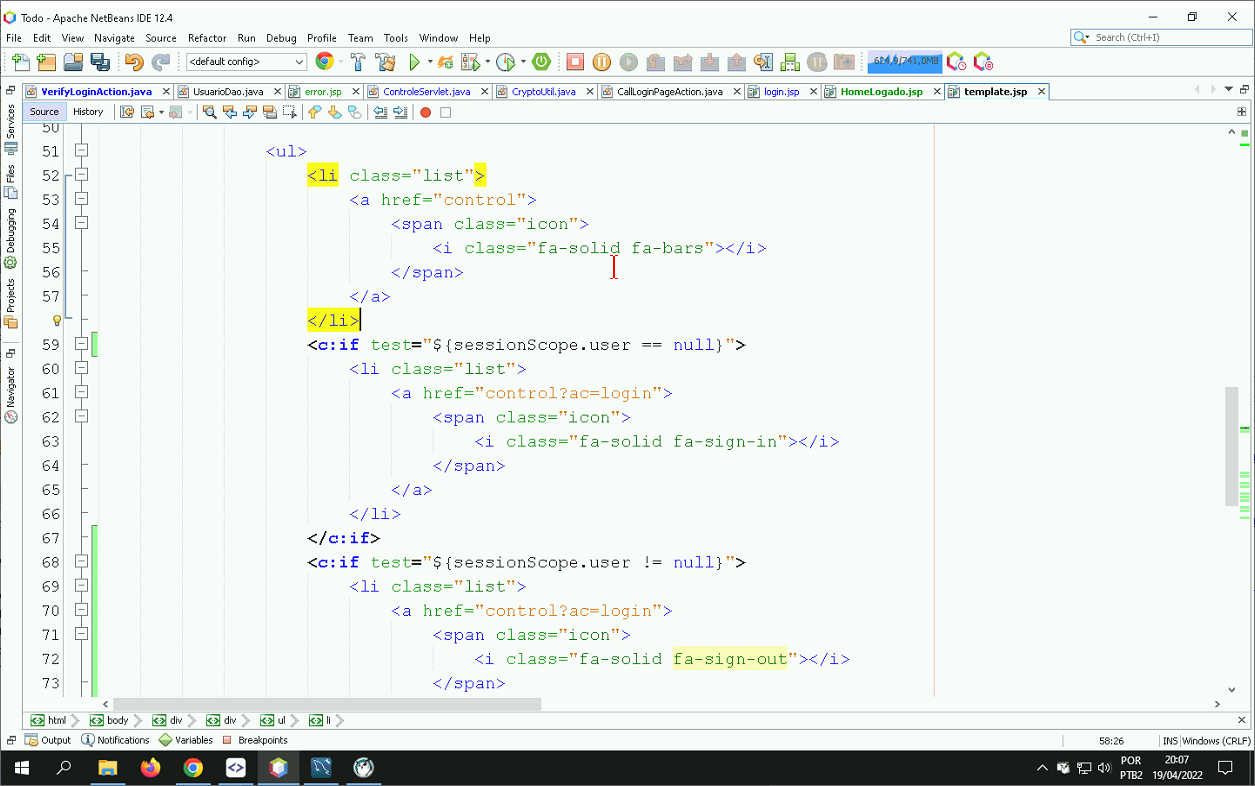 Todo - Apache NetBeans IDE 12.4
File Edit View Navigate Source Refactor Run Debug Profile Team Tools Window Help
Search (Ctrl+I)
<default config>
624,9/741,0MB
VerifyLoginAction.java UsuarioDao.java error.jsp ControleServlet.java CryptoUtil.java CallLoginPageAction.java login.jsp HomeLogado.jsp template.jsp
Source History
Services
Files
Debugging
Projects
Navigator
50
51 <ul>
52 <li class="list">
53 <a href="control">
54 <span class="icon">
55 <i class="fa-solid fa-bars"></i>
56 </span>
57 </a>
</li>
59 <c:if test="${sessionScope.user == null}">
60 <li class="list">
61 <a href="control?ac=login">
62 <span class="icon">
63 <i class="fa-solid fa-sign-in"></i>
64 </span>
65 </a>
66 </li>
67 </c:if>
68 <c:if test="${sessionScope.user != null}">
69 <li class="list">
70 <a href="control?ac=login">
71 <span class="icon">
72 <i class="fa-solid fa-sign-out"></i>
73 </span>
html body div div ul li
Output Notifications Variables Breakpoints
58:26 INS Windows (CRLF)
POR
PTB2
20:07
19/04/2022